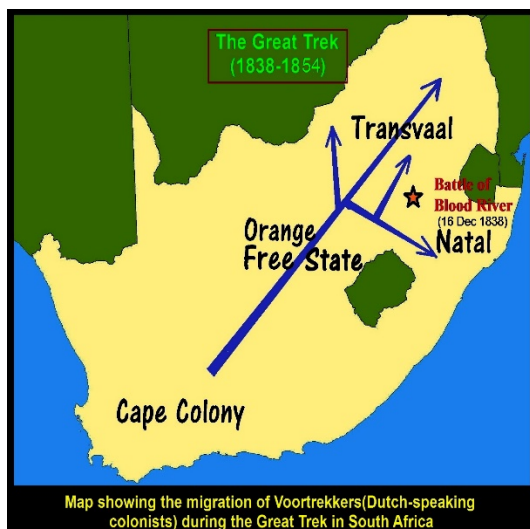 The Great Trek
(1838-1854)
Transvaal
Battle of
Blood River
(16 Dec 1838)
Orange
Free State
Natal
Cape Colony
Map showing the migration of Voortrekkers(Dutch-speaking
colonists) during the Great Trek in South Africa